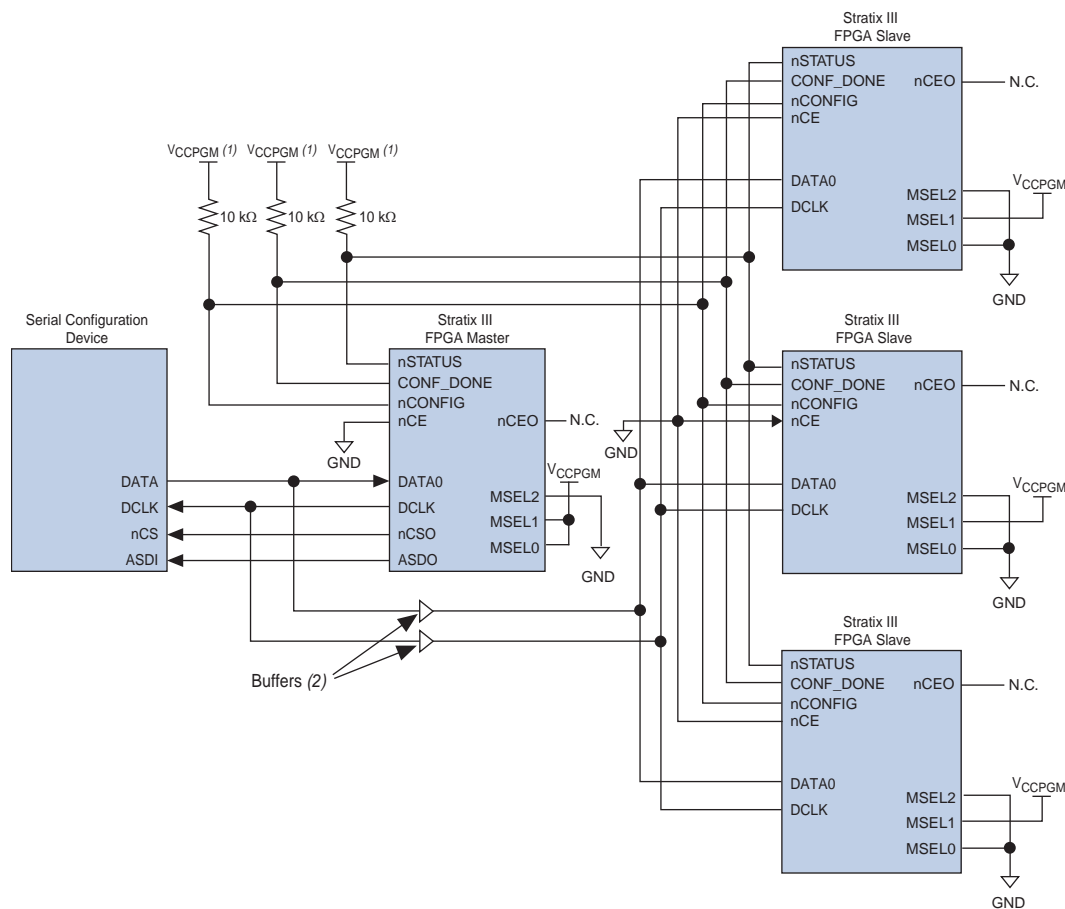 Stratix III
FPGA Slave
nSTATUS
CONF_DONE
nCONFIG
nCE
nCEO
N.C.
DATA0
DCLK
MSEL2
MSEL1
MSEL0
VCCPGM
GND
VCCPGM (1)
VCCPGM (1)
VCCPGM (1)
10 kΩ
10 kΩ
10 kΩ
Serial Configuration
Device
DATA
DCLK
nCS
ASDI
Stratix III
FPGA Master
nSTATUS
CONF_DONE
nCONFIG
nCE
nCEO
N.C.
GND
DATA0
DCLK
nCSO
ASDO
MSEL2
MSEL1
MSEL0
VCCPGM
GND
Buffers (2)
Stratix III
FPGA Slave
nSTATUS
CONF_DONE
nCONFIG
nCE
nCEO
N.C.
GND
DATA0
DCLK
MSEL2
MSEL1
MSEL0
VCCPGM
GND
Stratix III
FPGA Slave
nSTATUS
CONF_DONE
nCONFIG
nCE
nCEO
N.C.
DATA0
DCLK
MSEL2
MSEL1
MSEL0
VCCPGM
GND